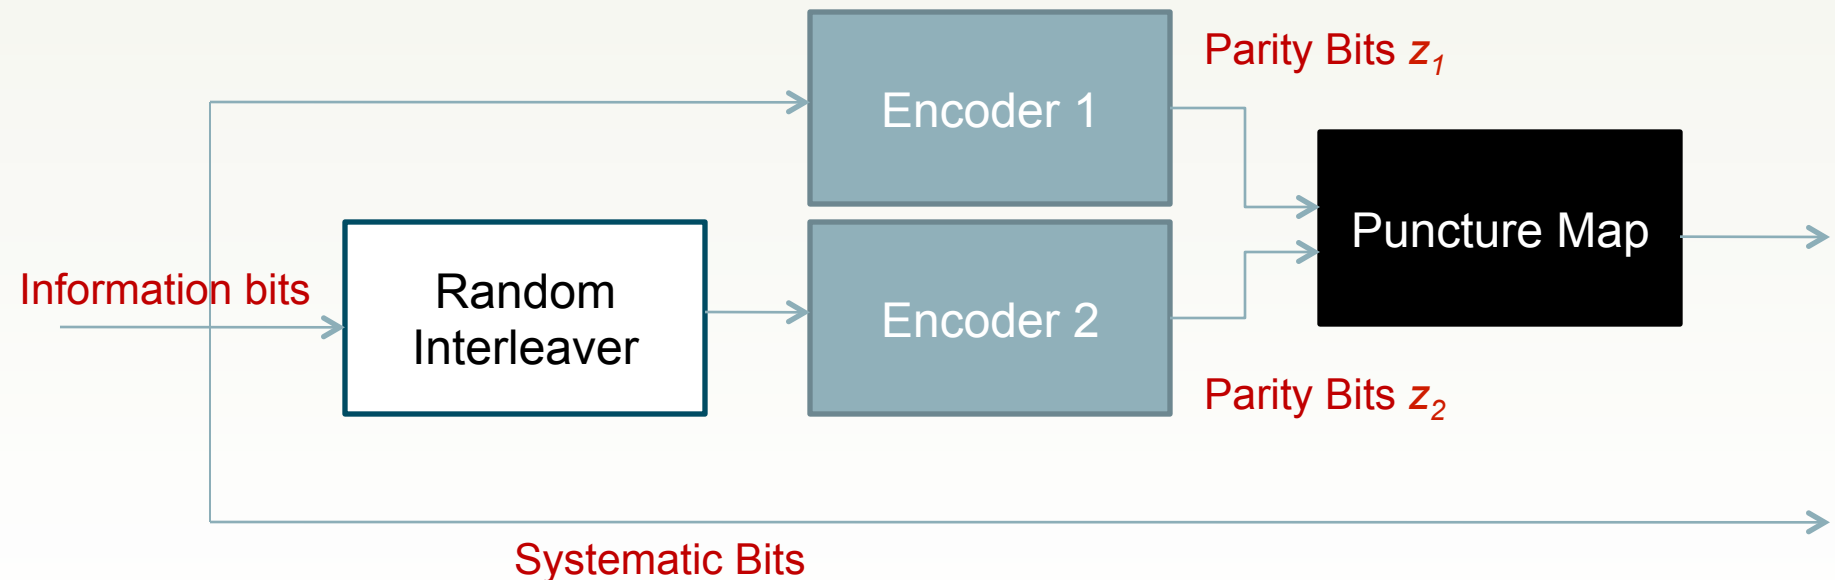 Parity Bits z1
Encoder 1
Puncture Map
Information bits
Random
Interleaver
Encoder 2
Parity Bits z2
Systematic Bits